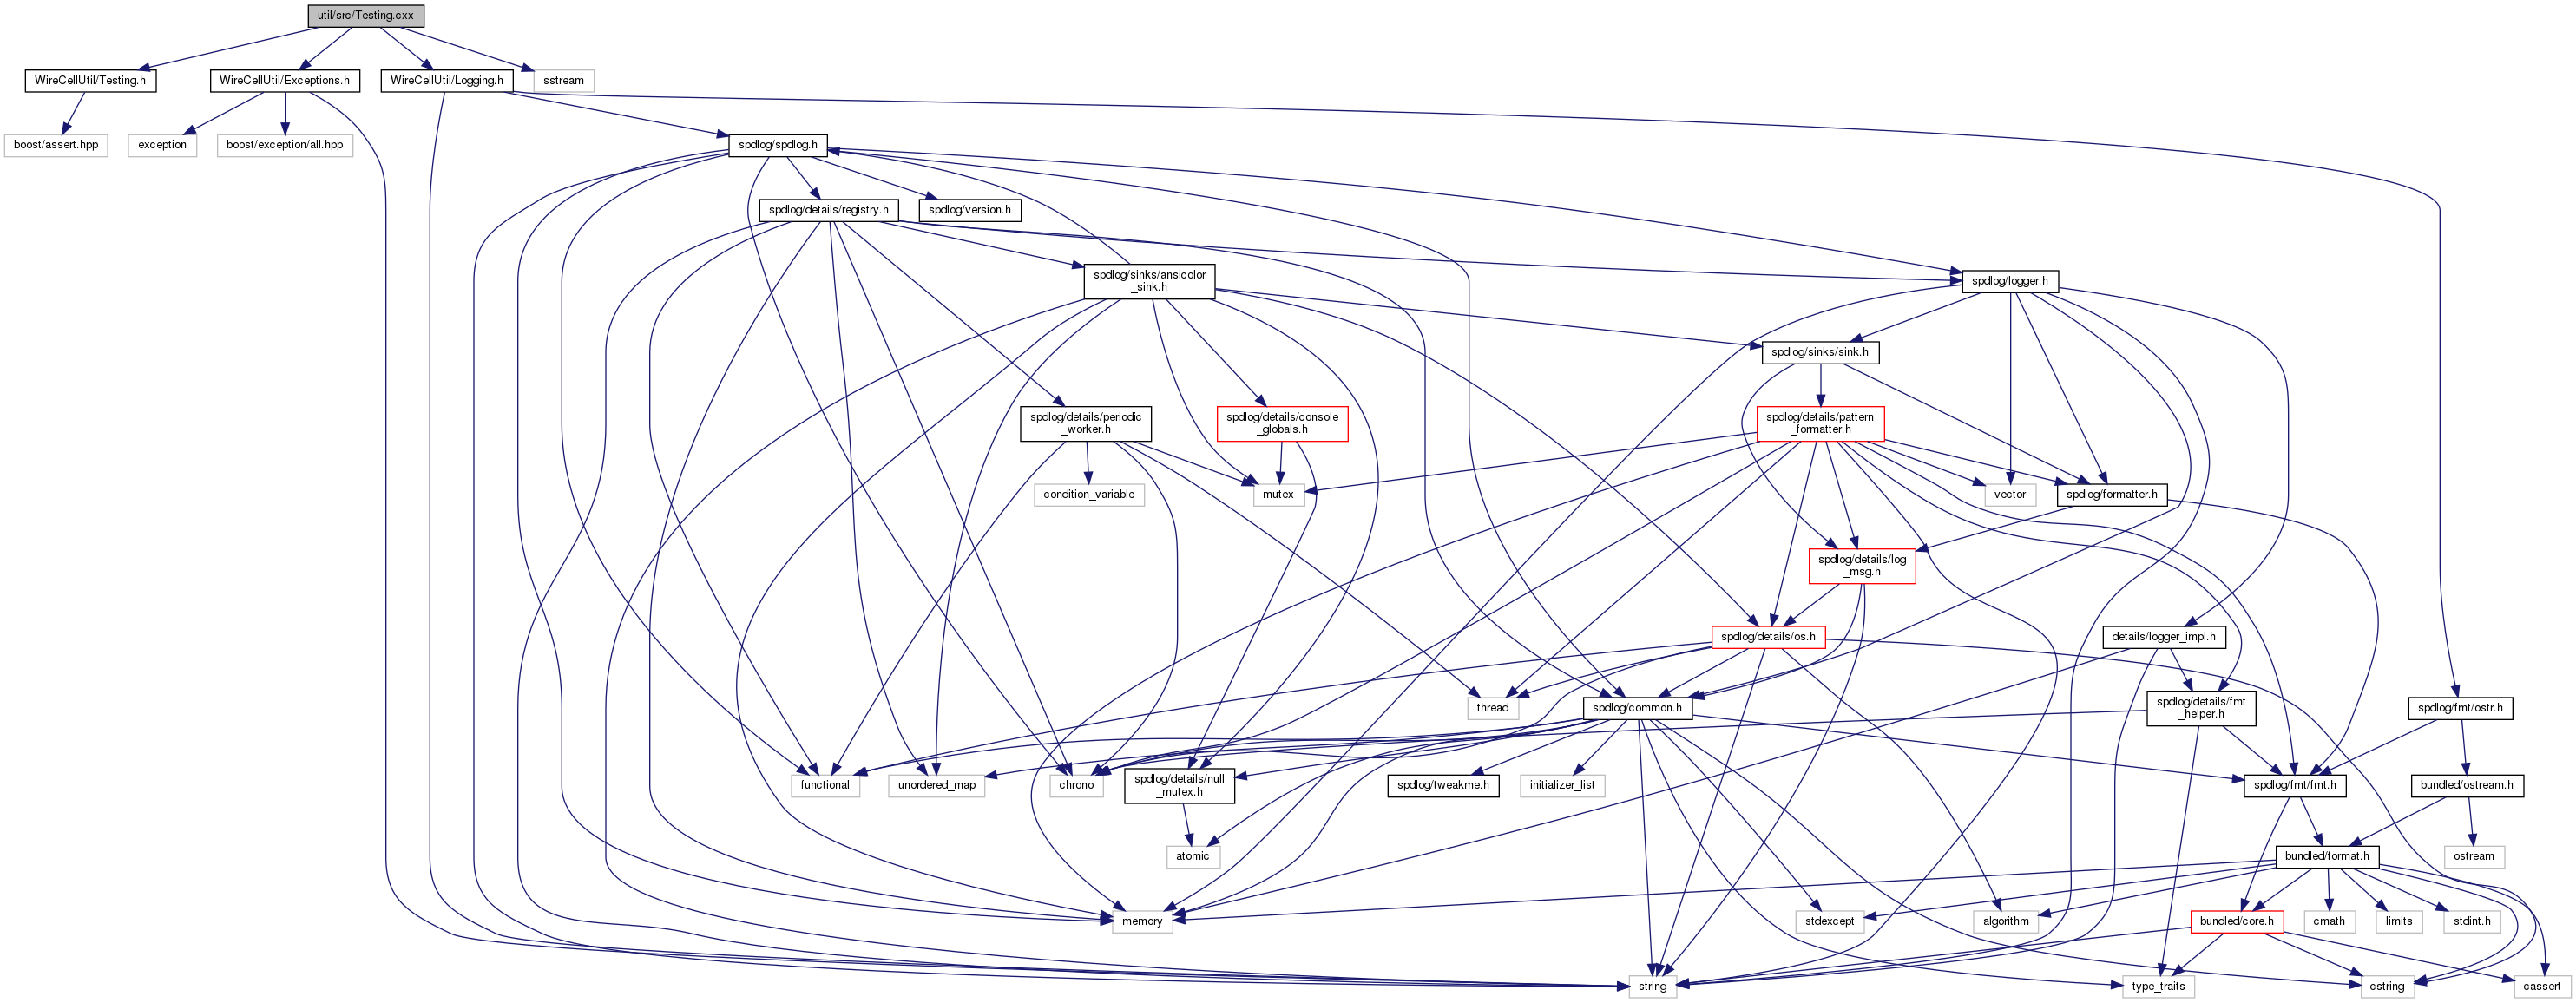 util/src/Testing.cxx
WireCellUtil/Testing.h
WireCellUtil/Exceptions.h
WireCellUtil/Logging.h
sstream
boost/assert.hpp
exception
boost/exception/all.hpp
spdlog/spdlog.h
spdlog/details/registry.h
spdlog/version.h
spdlog/sinks/ansicolor
_sink.h
spdlog/logger.h
spdlog/sinks/sink.h
spdlog/details/periodic
_worker.h
spdlog/details/console
_globals.h
spdlog/details/pattern
_formatter.h
condition_variable
mutex
vector
spdlog/formatter.h
spdlog/details/log
_msg.h
spdlog/details/os.h
details/logger_impl.h
thread
spdlog/common.h
spdlog/details/fmt
_helper.h
spdlog/fmt/ostr.h
functional
unordered_map
chrono
spdlog/details/null
_mutex.h
spdlog/tweakme.h
initializer_list
spdlog/fmt/fmt.h
bundled/ostream.h
atomic
bundled/format.h
ostream
memory
stdexcept
algorithm
bundled/core.h
cmath
limits
stdint.h
string
type_traits
cstring
cassert